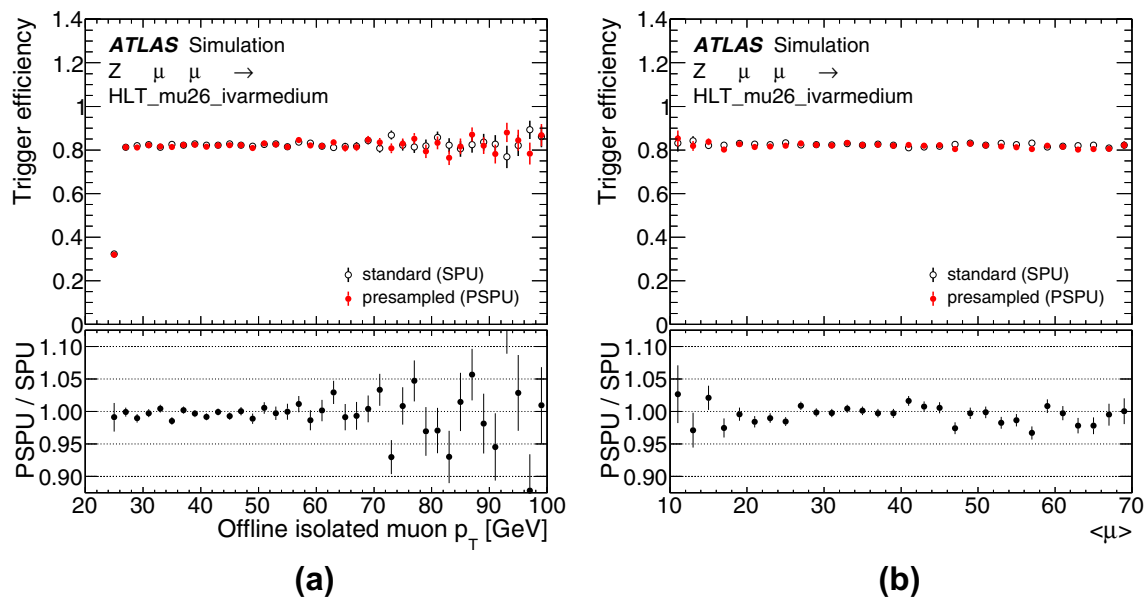 Trigger efficiency
1.4
1.2
1
0.8
0.6
0.4
0.2
0
ATLAS Simulation
Z μ μ →
HLT_mu26_ivarmedium
standard (SPU)
presampled (PSPU)
PSPU / SPU
1.10
1.05
1.00
0.95
0.90
20 30 40 50 60 70 80 90 100
Offline isolated muon pT [GeV]
(a)
Trigger efficiency
1.4
1.2
1
0.8
0.6
0.4
0.2
0
ATLAS Simulation
Z μ μ →
HLT_mu26_ivarmedium
standard (SPU)
presampled (PSPU)
PSPU / SPU
1.10
1.05
1.00
0.95
0.90
10 20 30 40 50 60 70
<μ>
(b)